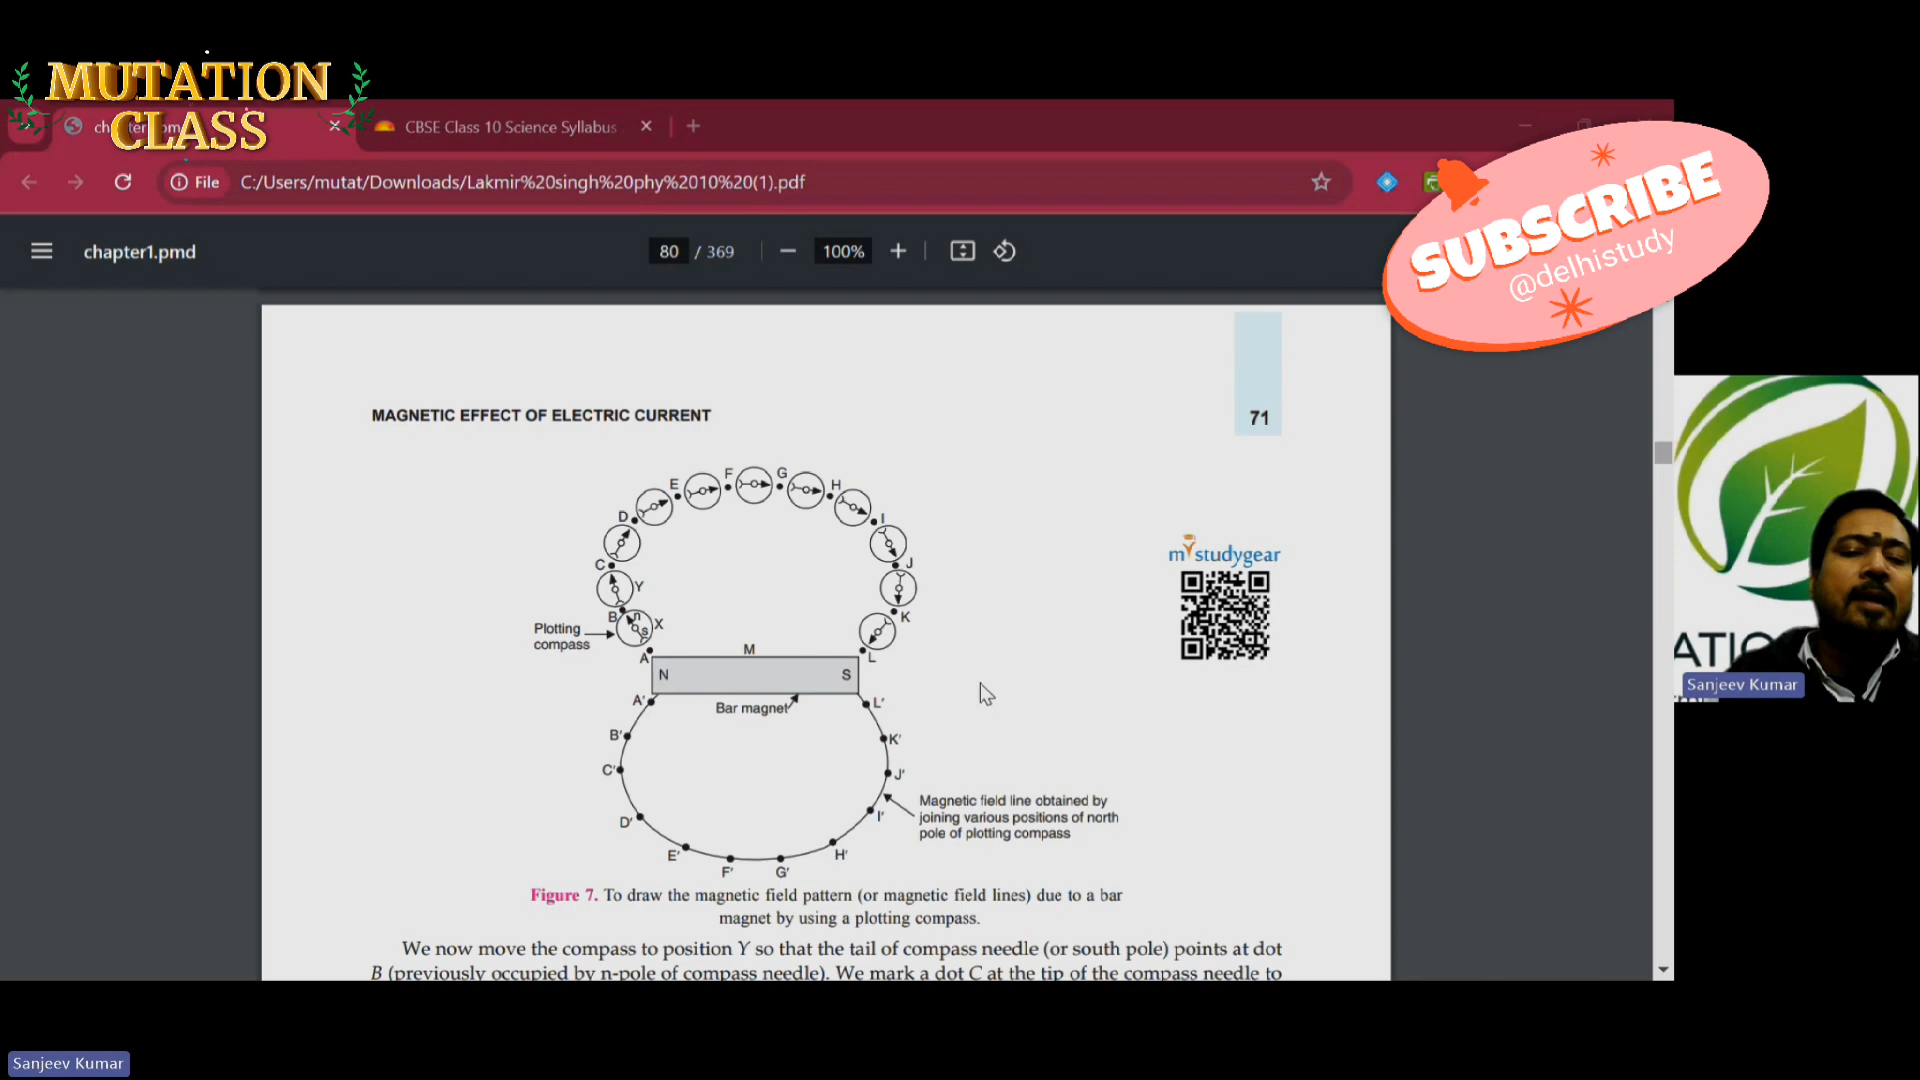 MUTATION
CLASS
CBSE Class 10 Science Syllabus
File
C:/Users/mutat/Downloads/Lakmir%20singh%20phy%2010%20(1).pdf
SUBSCRIBE
@delhistudy
chapter1.pmd
80 / 369
100%
MAGNETIC EFFECT OF ELECTRIC CURRENT
71
E
F
G
H
D
I
C
J
Y
B
n
s
X
K
Plotting
compass
A
M
L
N
S
A′
Bar magnet
L′
B′
K′
C′
J′
Magnetic field line obtained by
joining various positions of north
pole of plotting compass
D′
I′
E′
H′
F′
G′
mystudygear
Sanjeev Kumar
Figure 7. To draw the magnetic field pattern (or magnetic field lines) due to a bar
magnet by using a plotting compass.
We now move the compass to position Y so that the tail of compass needle (or south pole) points at dot
B (previously occupied by n-pole of compass needle). We mark a dot C at the tip of the compass needle to
Sanjeev Kumar